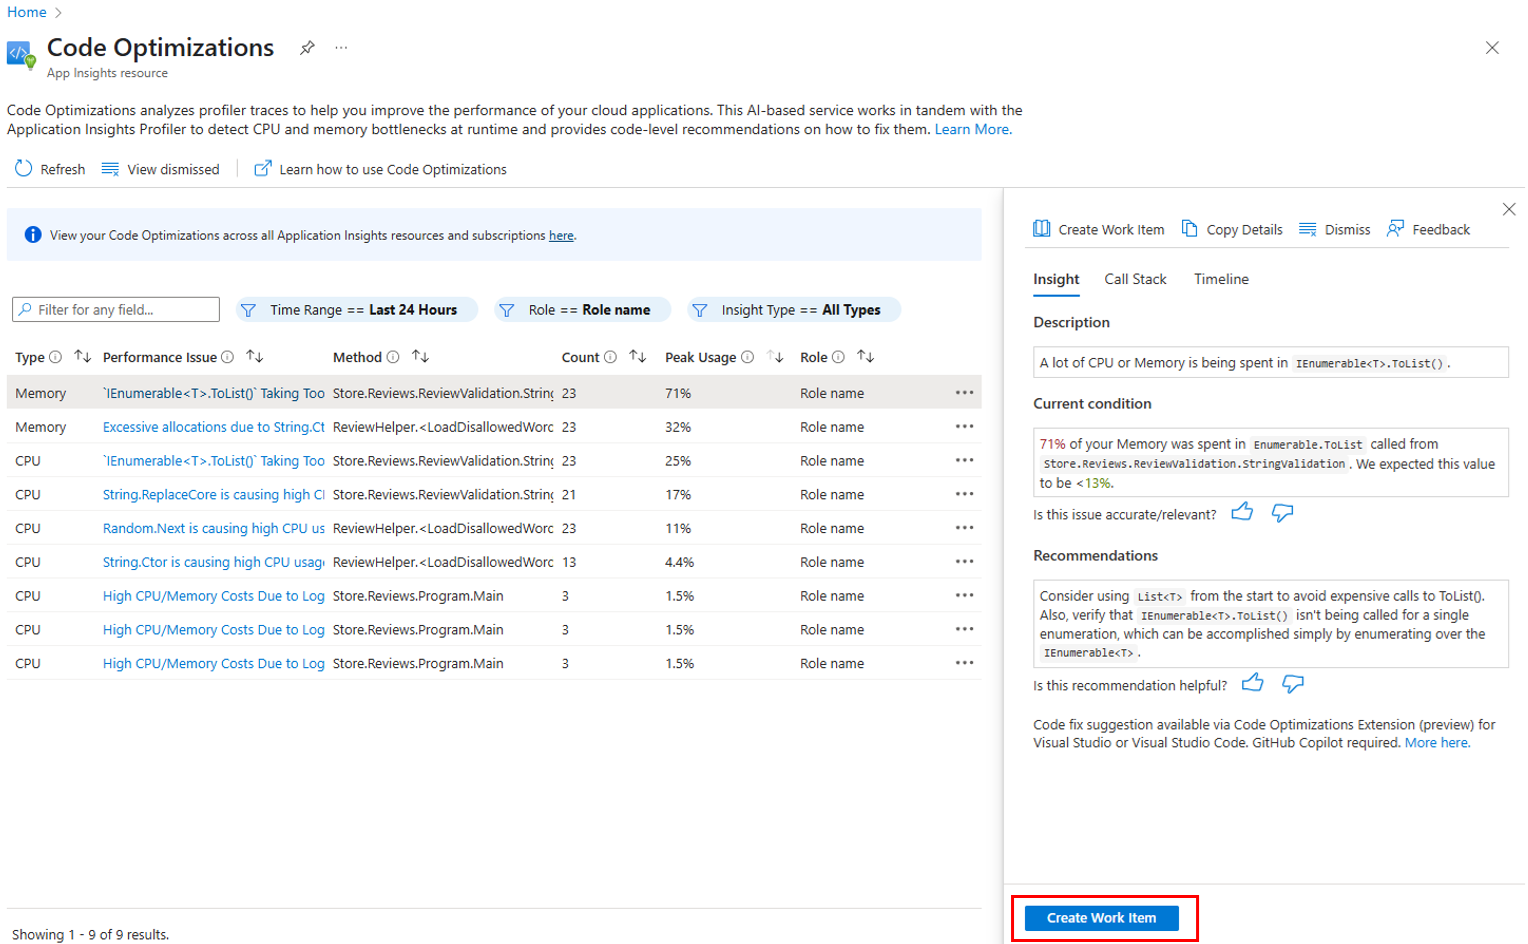 Home
Code Optimizations
App Insights resource
Code Optimizations analyzes profiler traces to help you improve the performance of your cloud applications. This AI-based service works in tandem with the
Application Insights Profiler to detect CPU and memory bottlenecks at runtime and provides code-level recommendations on how to fix them. Learn More.
Refresh View dismissed Learn how to use Code Optimizations
View your Code Optimizations across all Application Insights resources and subscriptions here.
Filter for any field... Time Range == Last 24 Hours Role == Role name Insight Type == All Types
Type Performance Issue Method Count Peak Usage Role
Memory `IEnumerable<T>.ToList()` Taking Too Store.Reviews.ReviewValidation.String 23 71% Role name
Memory Excessive allocations due to String.Ct ReviewHelper.<LoadDisallowedWord 23 32% Role name
CPU `IEnumerable<T>.ToList()` Taking Too Store.Reviews.ReviewValidation.String 23 25% Role name
CPU String.ReplaceCore is causing high CI Store.Reviews.ReviewValidation.String 21 17% Role name
CPU Random.Next is causing high CPU us ReviewHelper.<LoadDisallowedWord 23 11% Role name
CPU String.Ctor is causing high CPU usag ReviewHelper.<LoadDisallowedWord 13 4.4% Role name
CPU High CPU/Memory Costs Due to Log Store.Reviews.Program.Main 3 1.5% Role name
CPU High CPU/Memory Costs Due to Log Store.Reviews.Program.Main 3 1.5% Role name
CPU High CPU/Memory Costs Due to Log Store.Reviews.Program.Main 3 1.5% Role name
Showing 1 - 9 of 9 results.
Create Work Item Copy Details Dismiss Feedback
Insight Call Stack Timeline
Description
A lot of CPU or Memory is being spent in IEnumerable<T>.ToList() .
Current condition
71% of your Memory was spent in Enumerable.ToList called from
Store.Reviews.ReviewValidation.StringValidation . We expected this value
to be <13%.
Is this issue accurate/relevant?
Recommendations
Consider using List<T> from the start to avoid expensive calls to ToList().
Also, verify that IEnumerable<T>.ToList() isn't being called for a single
enumeration, which can be accomplished simply by enumerating over the
IEnumerable<T> .
Is this recommendation helpful?
Code fix suggestion available via Code Optimizations Extension (preview) for
Visual Studio or Visual Studio Code. GitHub Copilot required. More here.
Create Work Item